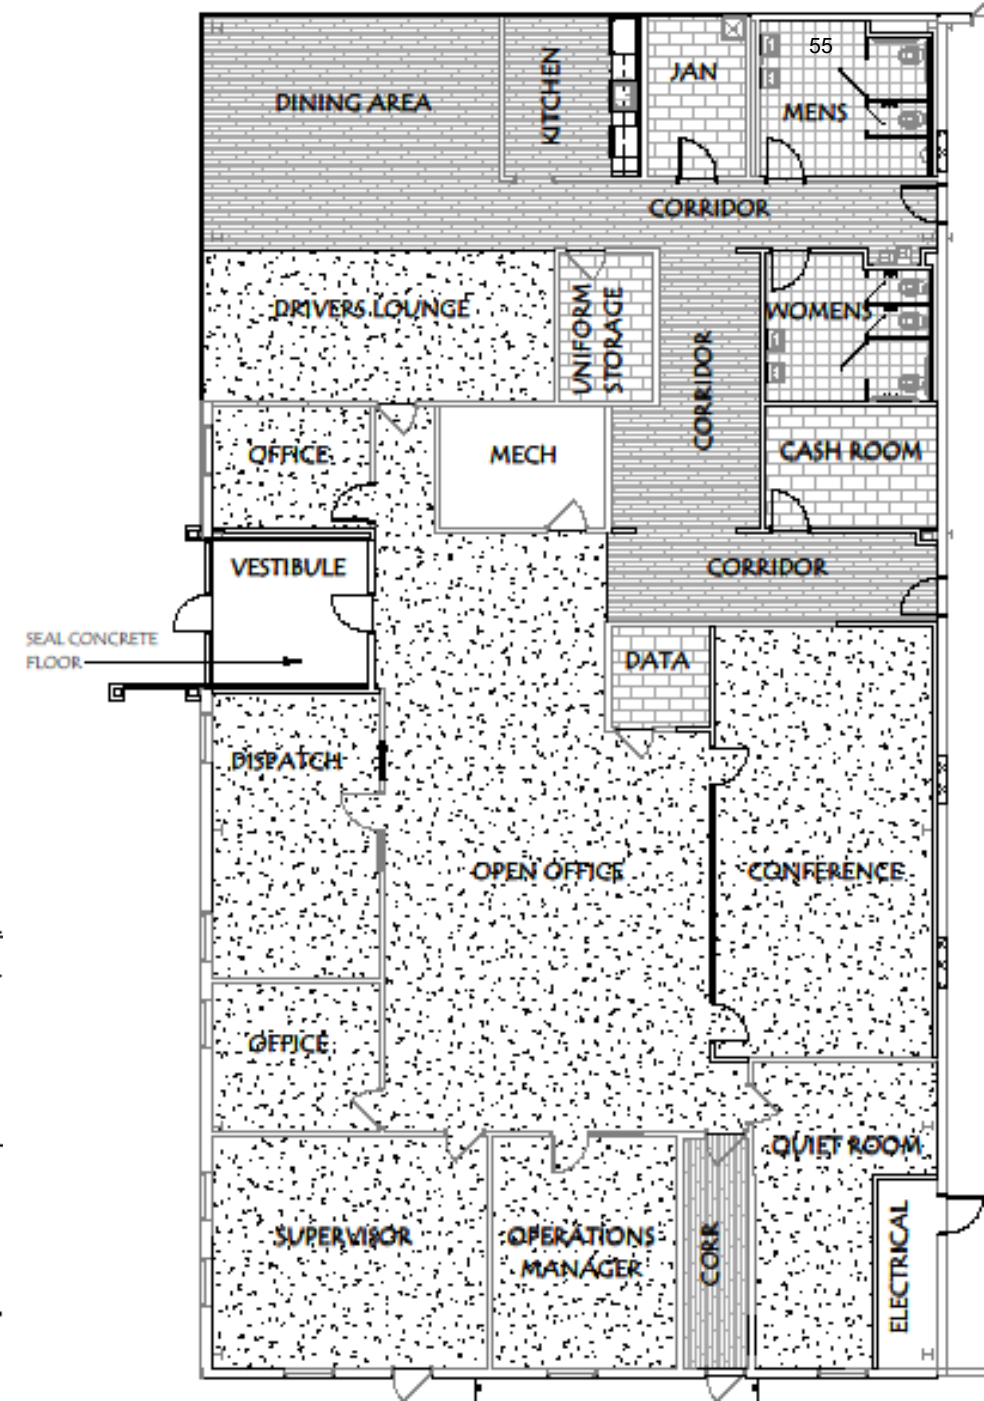 55
DINING AREA
KITCHEN
JAN
MENS
CORRIDOR
DRIVERS LOUNGE
UNIFORM
STORAGE
CORRIDOR
WOMENS
OFFICE
MECH
CASH ROOM
VESTIBULE
CORRIDOR
SEAL CONCRETE
FLOOR
DATA
DISPATCH
OPEN OFFICE
CONFERENCE
OFFICE
QUIET ROOM
SUPERVISOR
OPERATIONS
MANAGER
CORR
ELECTRICAL